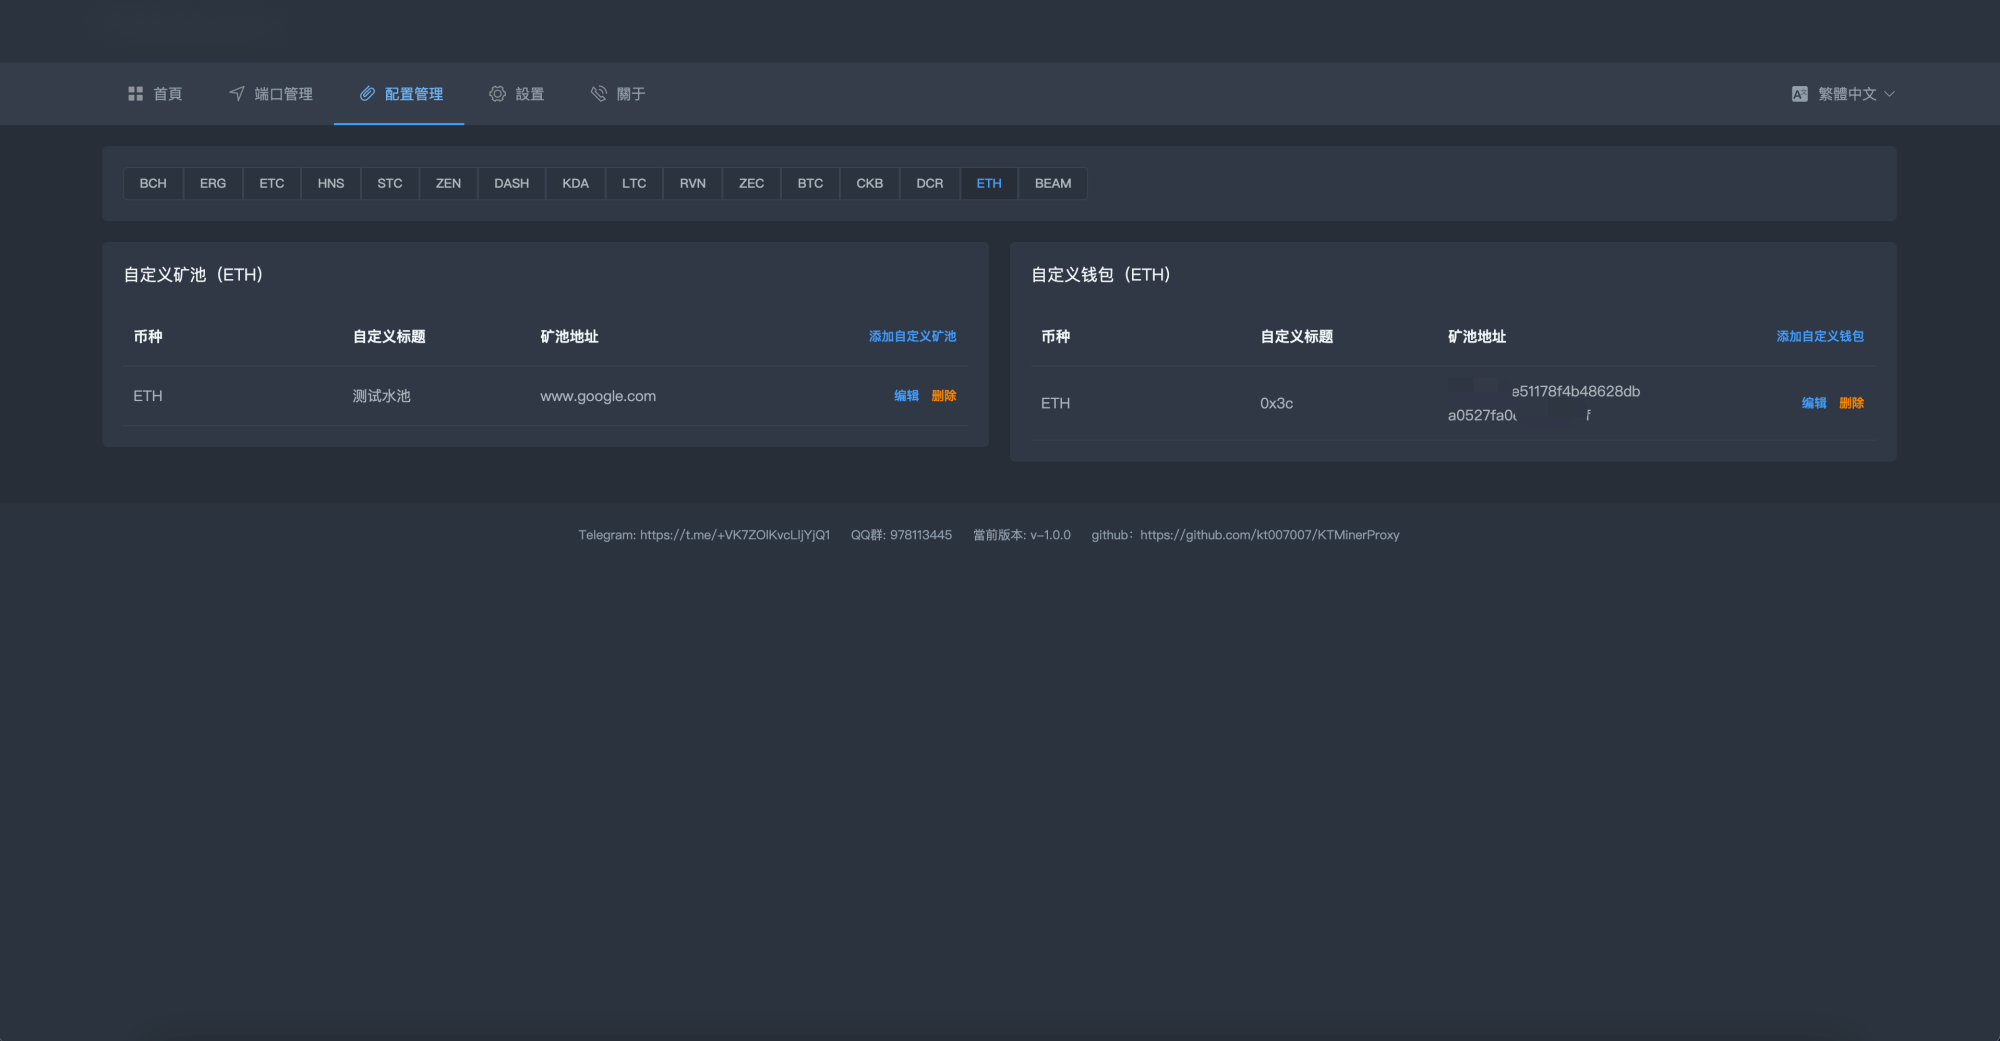 首頁 端口管理 配置管理 設置 關于 繁體中文
BCH ERG ETC HNS STC ZEN DASH KDA LTC RVN ZEC BTC CKB DCR ETH BEAM
自定义矿池（ETH）
币种 自定义标题 矿池地址 添加自定义矿池
ETH 测试水池 www.google.com 编辑 删除
自定义钱包（ETH）
币种 自定义标题 矿池地址 添加自定义钱包
ETH 0x3c e51178f4b48628db 编辑 删除
a0527fa0 f
Telegram: https://t.me/+VK7ZOIKvcLIjYjQ1 QQ群: 978113445 當前版本: v-1.0.0 github：https://github.com/kt007007/KTMinerProxy